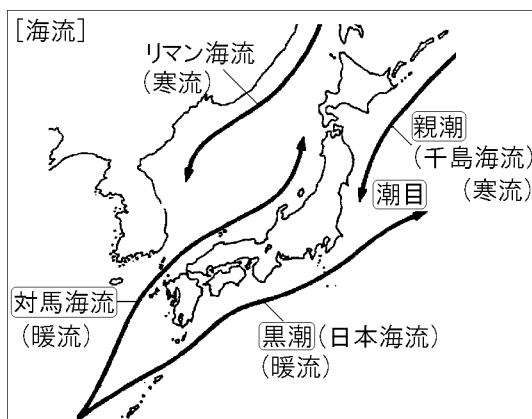 [海流]
リマン海流
(寒流)
親潮
(千島海流)
(寒流)
潮目
対馬海流
(暖流)
黒潮(日本海流)
(暖流)